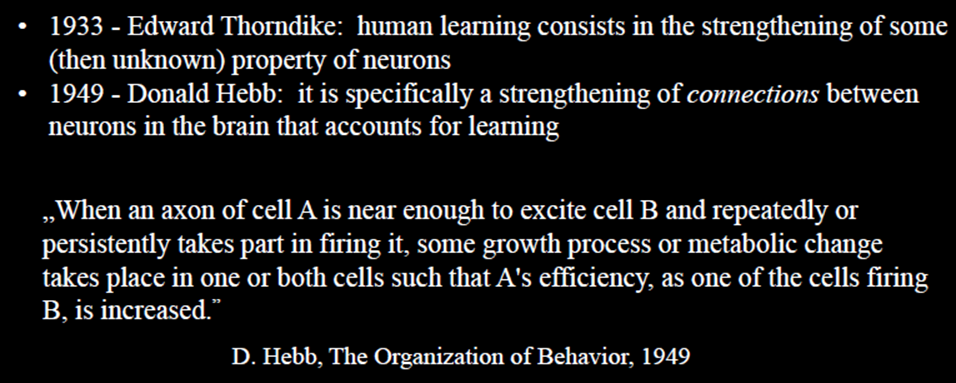 • 1933 - Edward Thorndike: human learning consists in the strengthening of some
(then unknown) property of neurons
• 1949 - Donald Hebb: it is specifically a strengthening of connections between
neurons in the brain that accounts for learning
„When an axon of cell A is near enough to excite cell B and repeatedly or
persistently takes part in firing it, some growth process or metabolic change
takes place in one or both cells such that A's efficiency, as one of the cells firing
B, is increased.”
D. Hebb, The Organization of Behavior, 1949